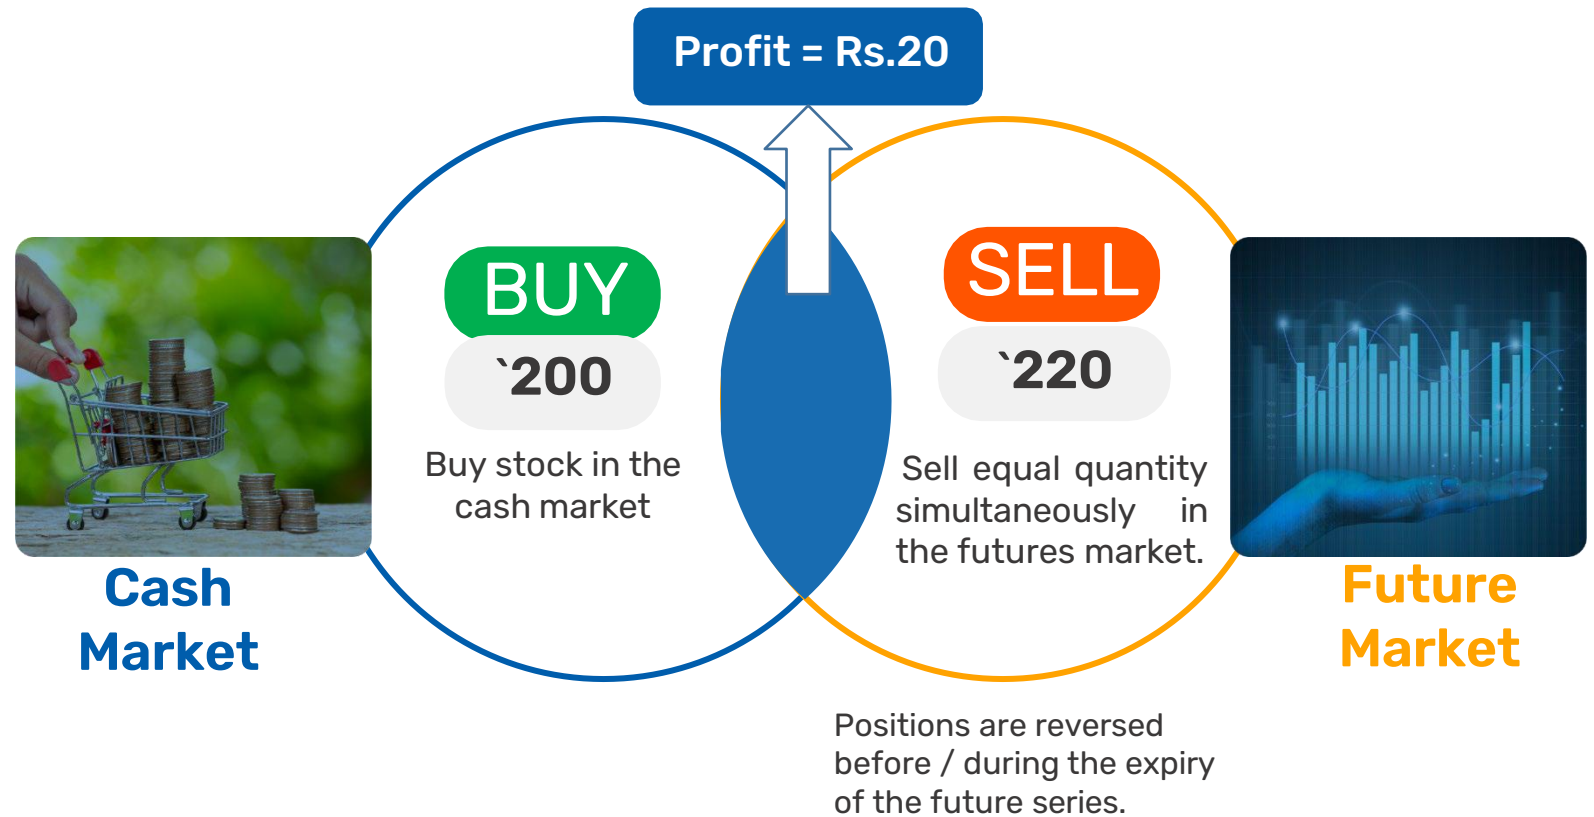 Profit = Rs.20
BUY
`200
Buy stock in the
cash market
SELL
`220
Sell equal quantity
simultaneously in
the futures market.
Cash
Market
Future
Market
Positions are reversed
before / during the expiry
of the future series.